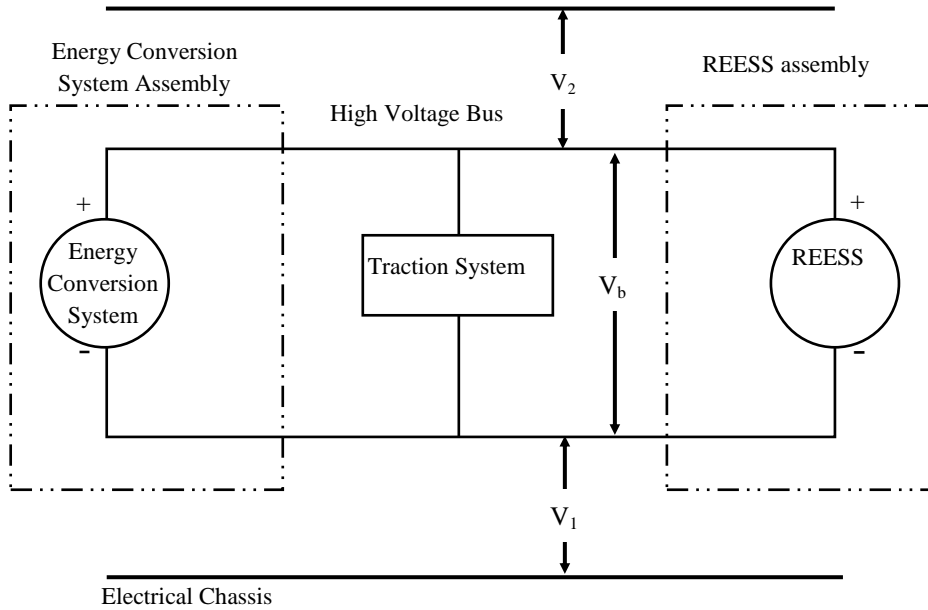 Energy Conversion
System Assembly
V2
REESS assembly
High Voltage Bus
+
+
Energy
Conversion
System
Traction System
Vb
REESS
-
-
V1
Electrical Chassis